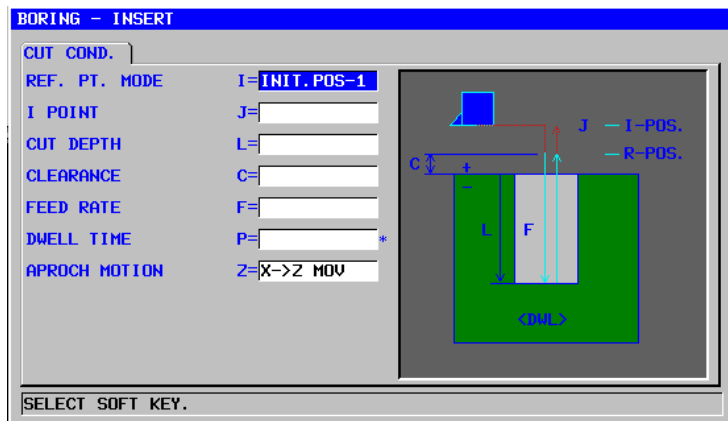 BORING - INSERT
CUT COND.
REF. PT. MODE I=INIT.POS-1
I POINT J=
CUT DEPTH L=
CLEARANCE C=
FEED RATE F=
DWELL TIME P= *
APROCH MOTION Z=X->Z MOV
J -I-POS.
-R-POS.
C
+
-
L F
<DWL>
SELECT SOFT KEY.